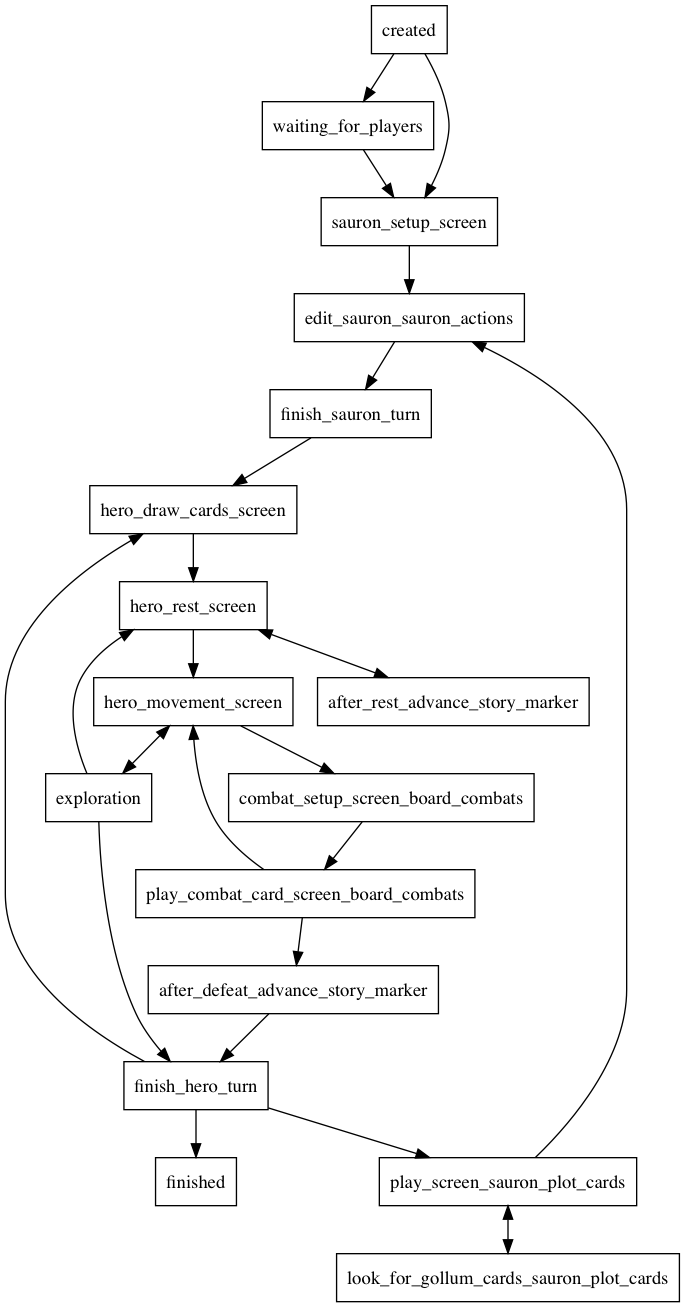 created
waiting_for_players
sauron_setup_screen
edit_sauron_sauron_actions
finish_sauron_turn
hero_draw_cards_screen
hero_rest_screen
hero_movement_screen
after_rest_advance_story_marker
exploration
combat_setup_screen_board_combats
play_combat_card_screen_board_combats
after_defeat_advance_story_marker
finish_hero_turn
finished
play_screen_sauron_plot_cards
look_for_gollum_cards_sauron_plot_cards